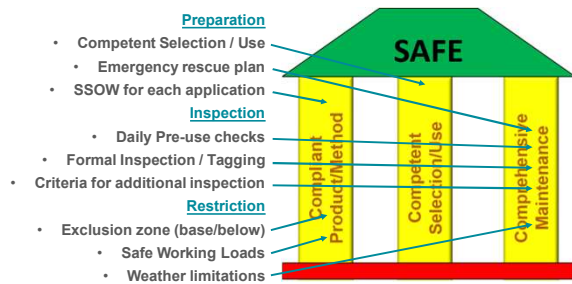 Preparation
• Competent Selection / Use
• Emergency rescue plan
• SSOW for each application
Inspection
• Daily Pre-use checks
• Formal Inspection / Tagging
• Criteria for additional inspection
Restriction
• Exclusion zone (base/below)
• Safe Working Loads
• Weather limitations
SAFE
Compliant
Product/Method
Competent
Selection/Use
Comprehensive
Maintenance